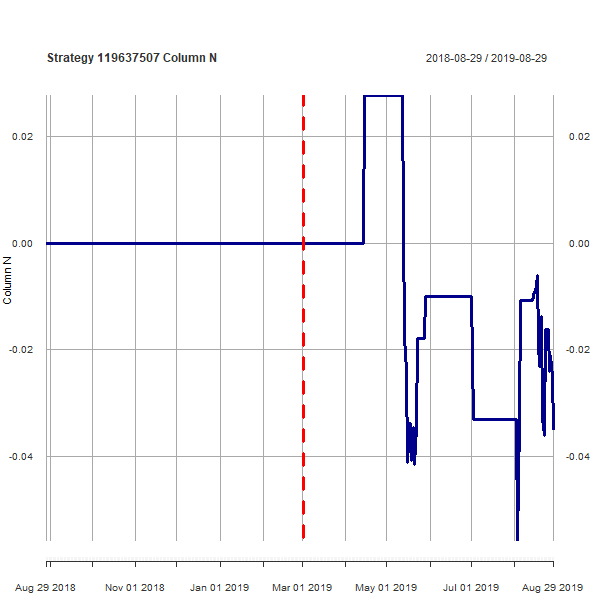 Strategy 119637507 Column N
2018-08-29 / 2019-08-29
0.02
0.00
-0.02
-0.04
Column N
0.02
0.00
-0.02
-0.04
Aug 29 2018
Nov 01 2018
Jan 01 2019
Mar 01 2019
May 01 2019
Jul 01 2019
Aug 29 2019